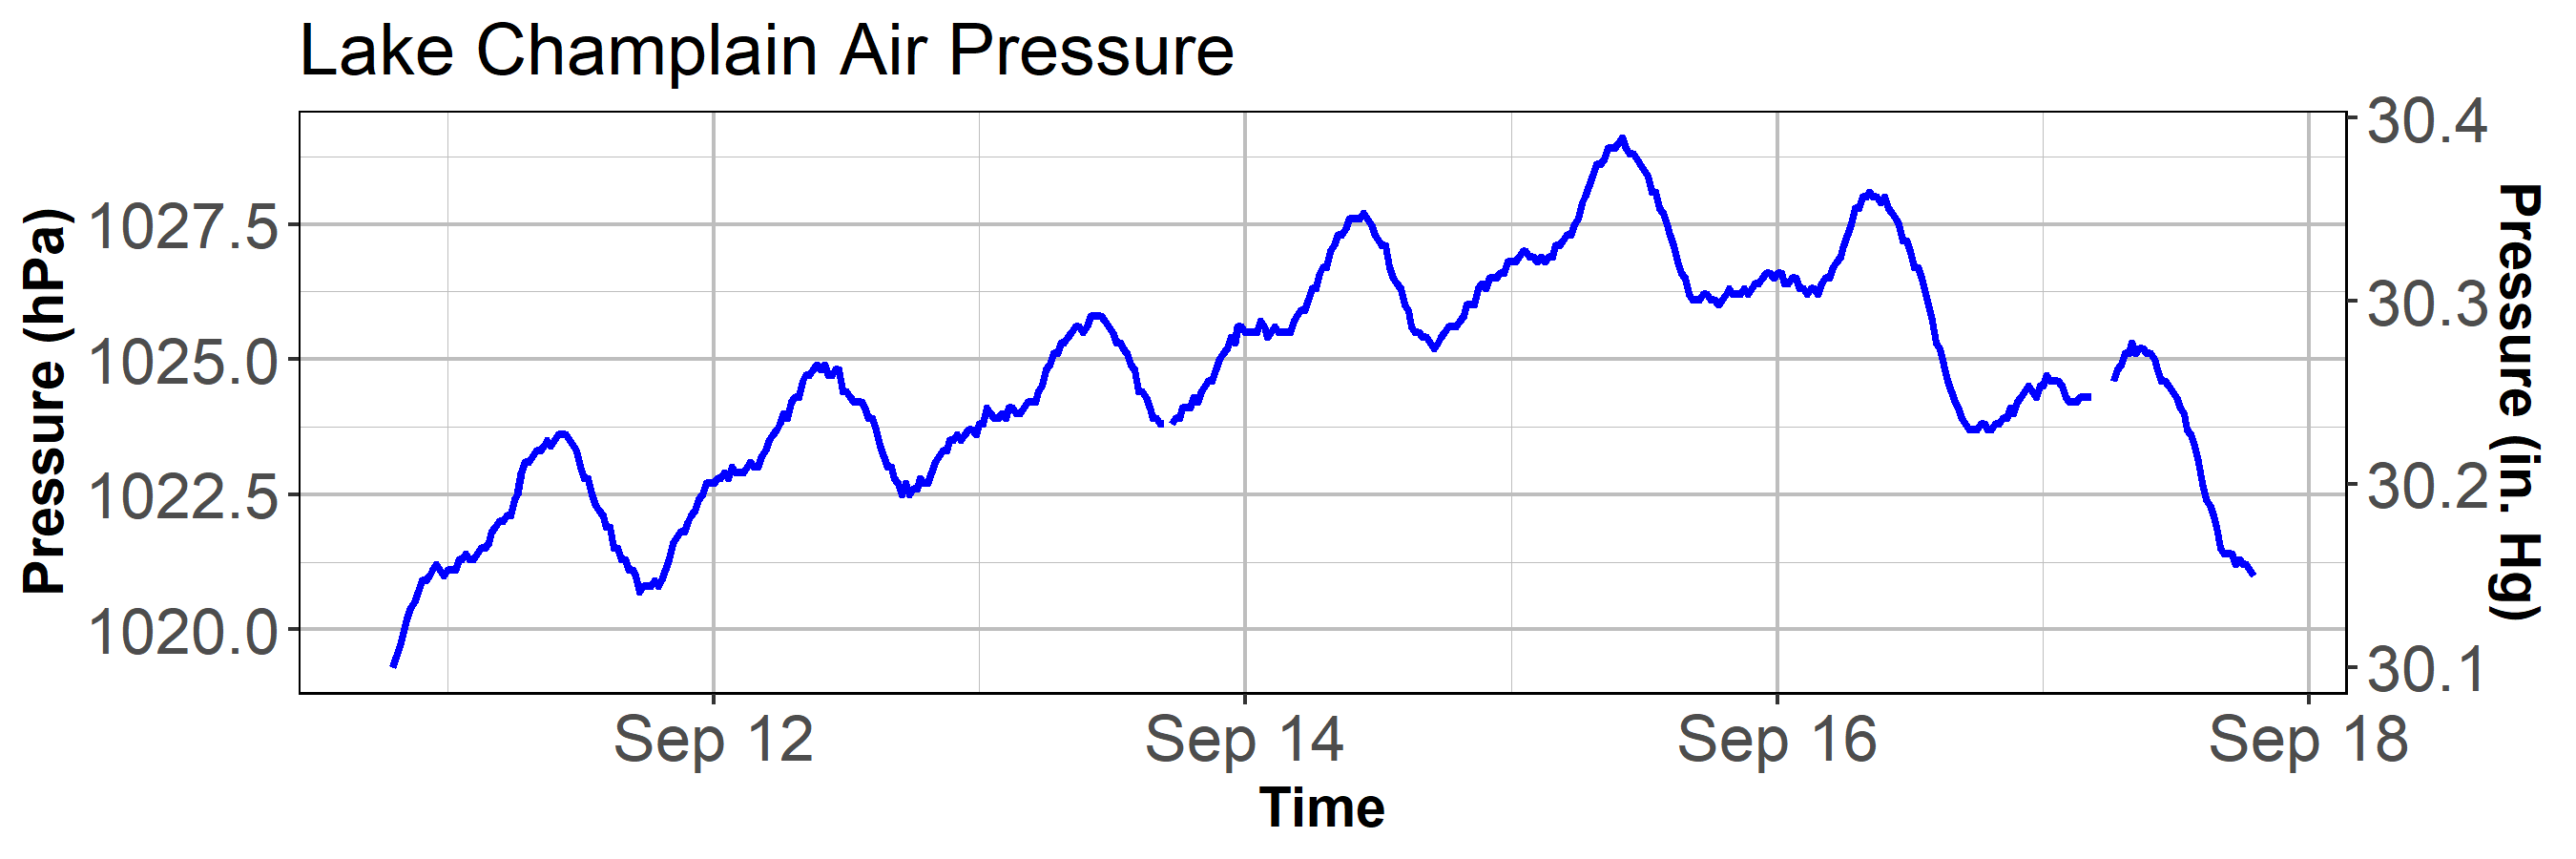 Lake Champlain Air Pressure
Pressure (hPa)
1027.5
1025.0
1022.5
1020.0
30.4
30.3
30.2
30.1
Pressure (in. Hg)
Sep 12
Sep 14
Sep 16
Sep 18
Time